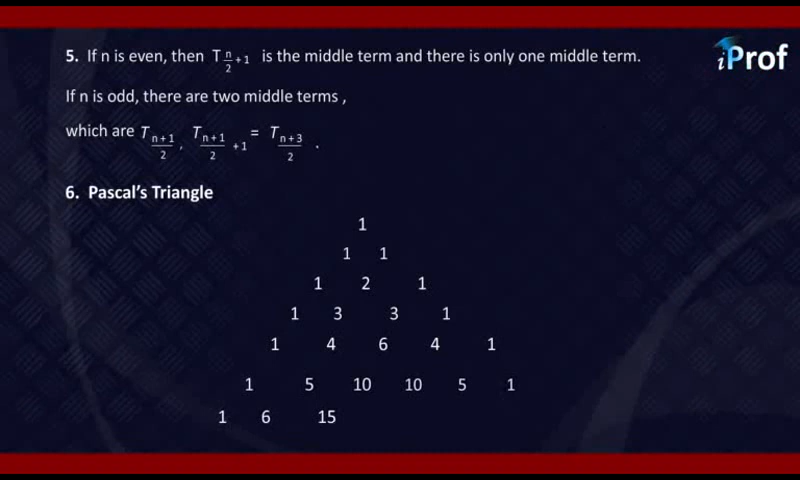 5. If n is even, then T n/2 +1 is the middle term and there is only one middle term.
iProf
If n is odd, there are two middle terms ,
which are T n+1/2 , T n+1/2 +1 = T n+3/2 .
6. Pascal's Triangle
1
1 1
1 2 1
1 3 3 1
1 4 6 4 1
1 5 10 10 5 1
1 6 15